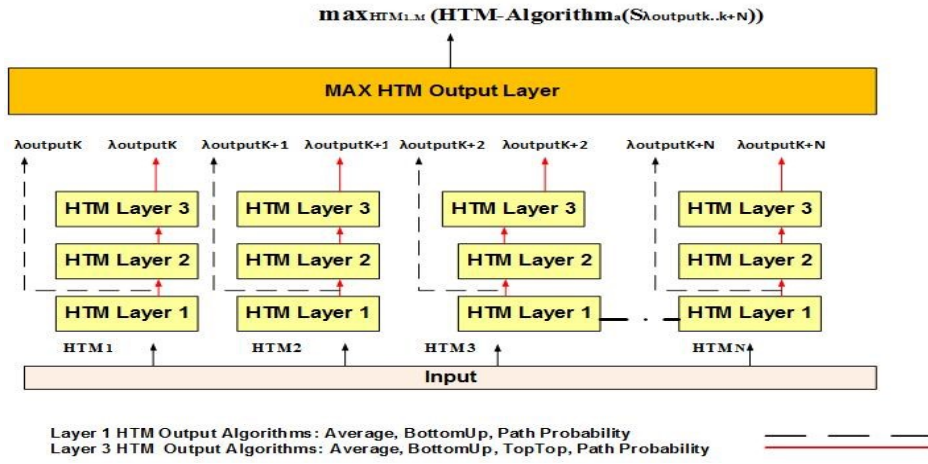 max HTM1..M (HTM-Algorithmₐ(Sλoutputk..k+N))
MAX HTM Output Layer
λoutputK λoutputK λoutputK+1 λoutputK+1 λoutputK+2 λoutputK+2 λoutputK+N λoutputK+N
HTM Layer 3 HTM Layer 3 HTM Layer 3 HTM Layer 3
HTM Layer 2 HTM Layer 2 HTM Layer 2 HTM Layer 2
HTM Layer 1 HTM Layer 1 HTM Layer 1 HTM Layer 1
HTM1 HTM2 HTM3 HTMN
Input
Layer 1 HTM Output Algorithms: Average, BottomUp, Path Probability
Layer 3 HTM Output Algorithms: Average, BottomUp, TopTop, Path Probability